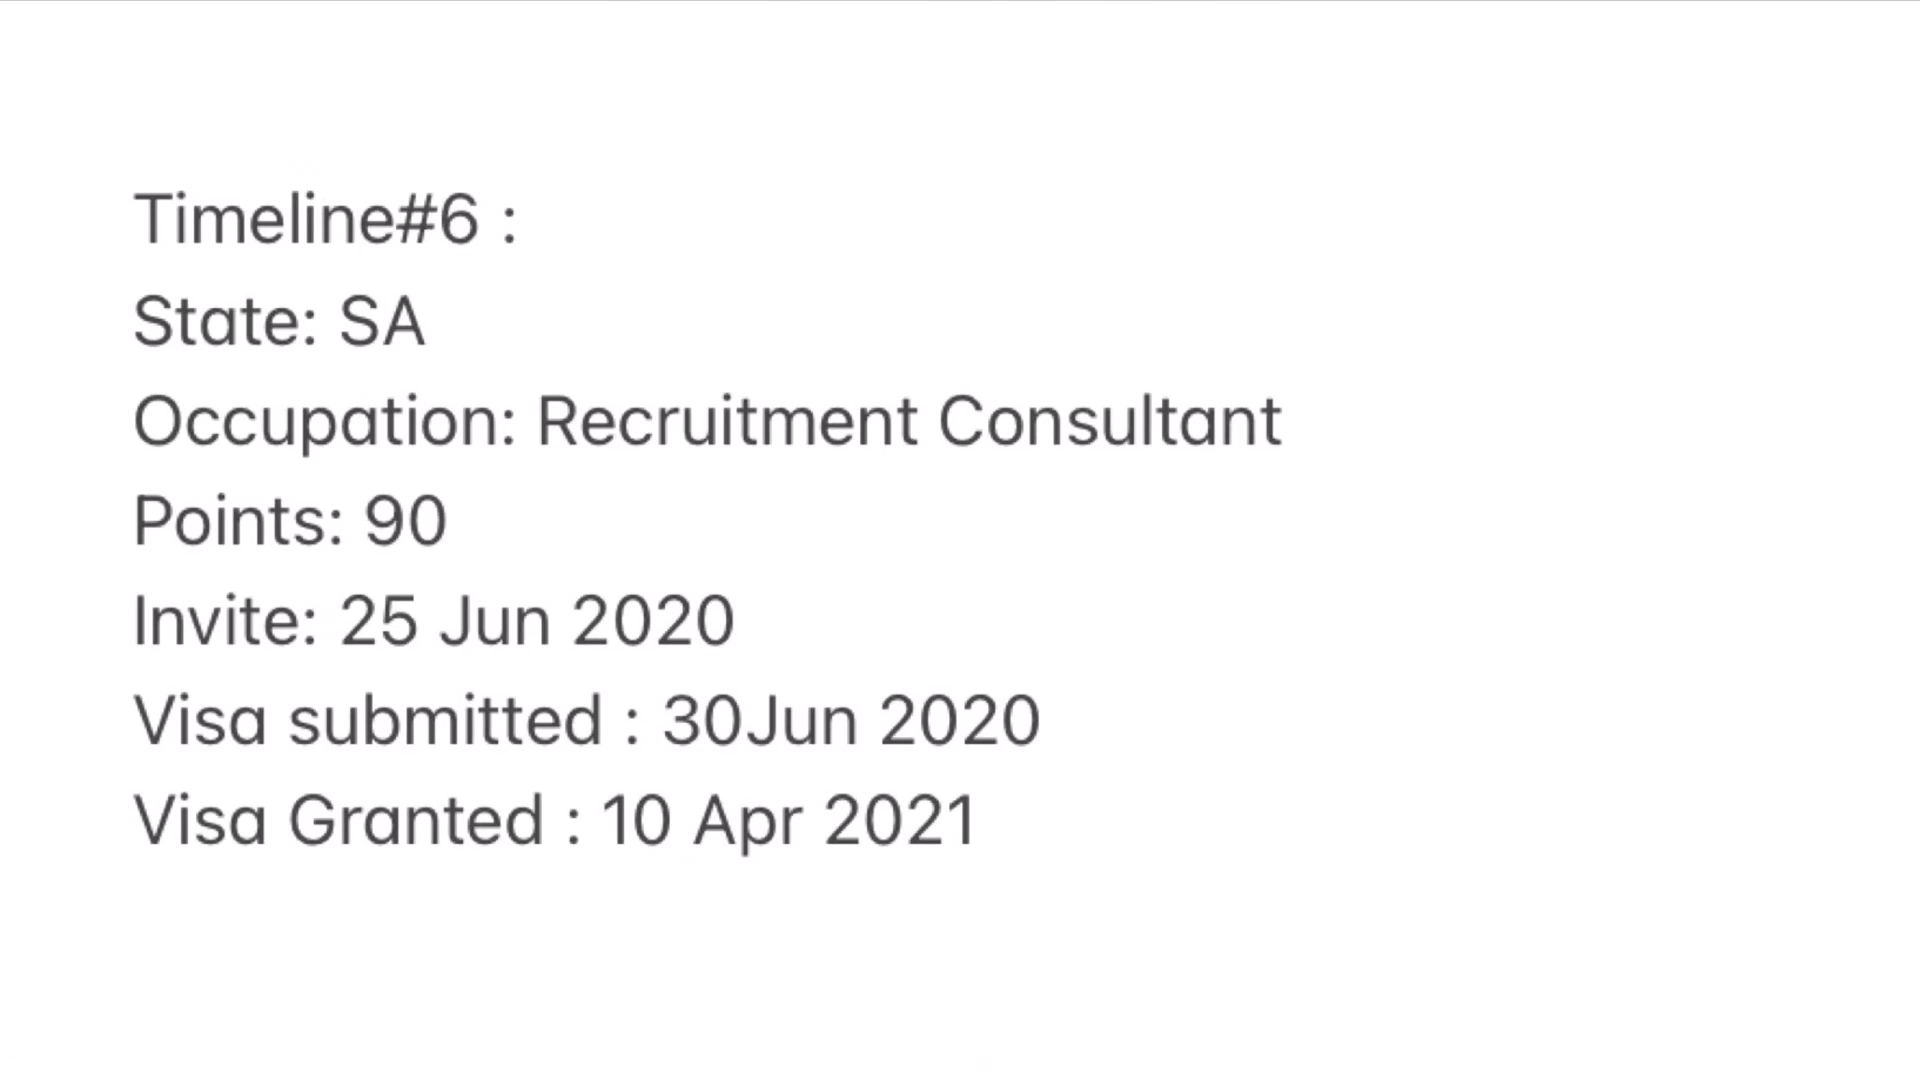 Timeline#6 :
State: SA
Occupation: Recruitment Consultant
Points: 90
Invite: 25 Jun 2020
Visa submitted : 30Jun 2020
Visa Granted : 10 Apr 2021